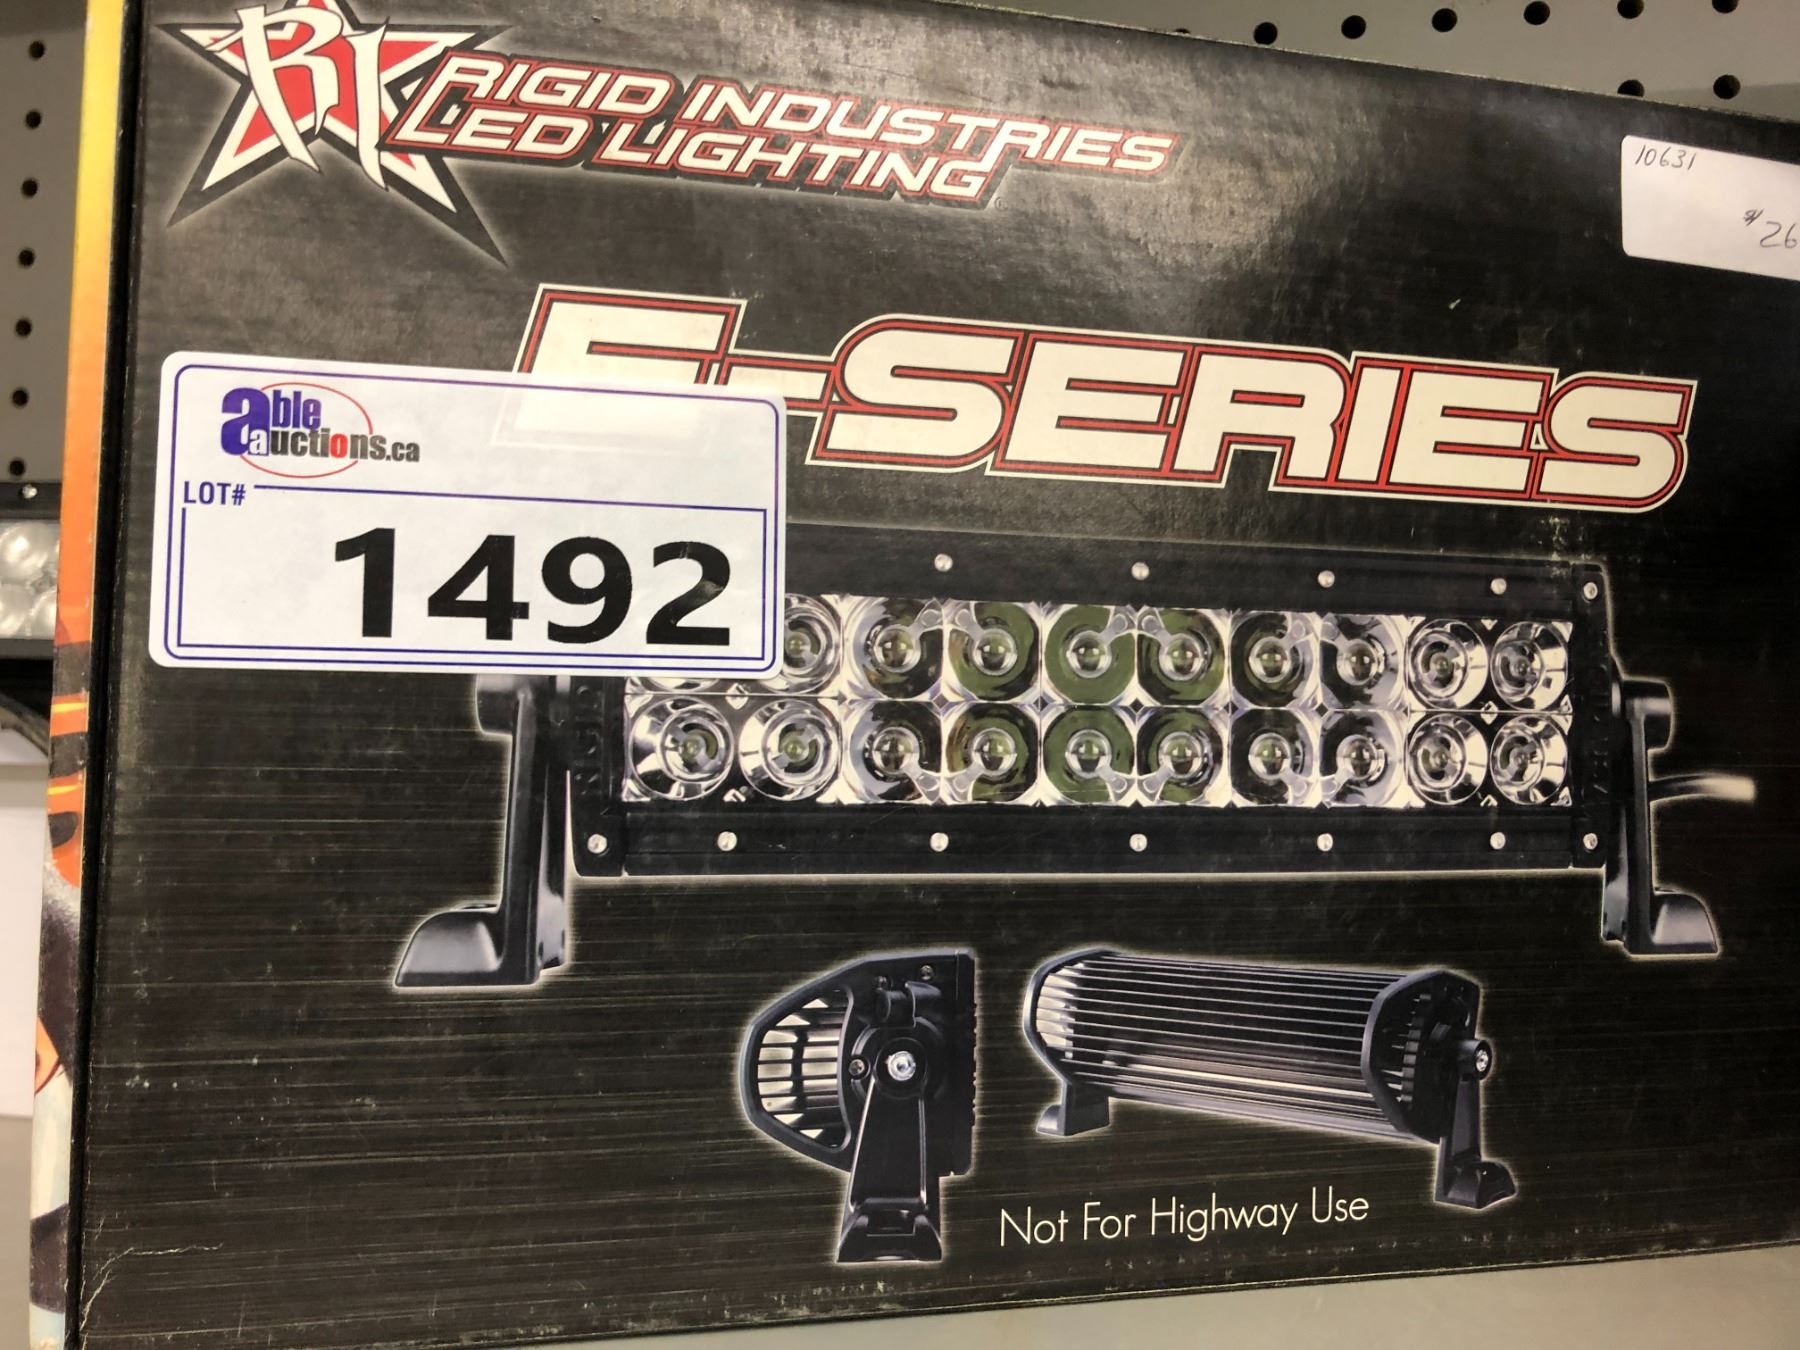 RI RIGID INDUSTRIES
LED LIGHTING
10631
$26
E-SERIES
able
auctions.ca
LOT#
1492
Not For Highway Use